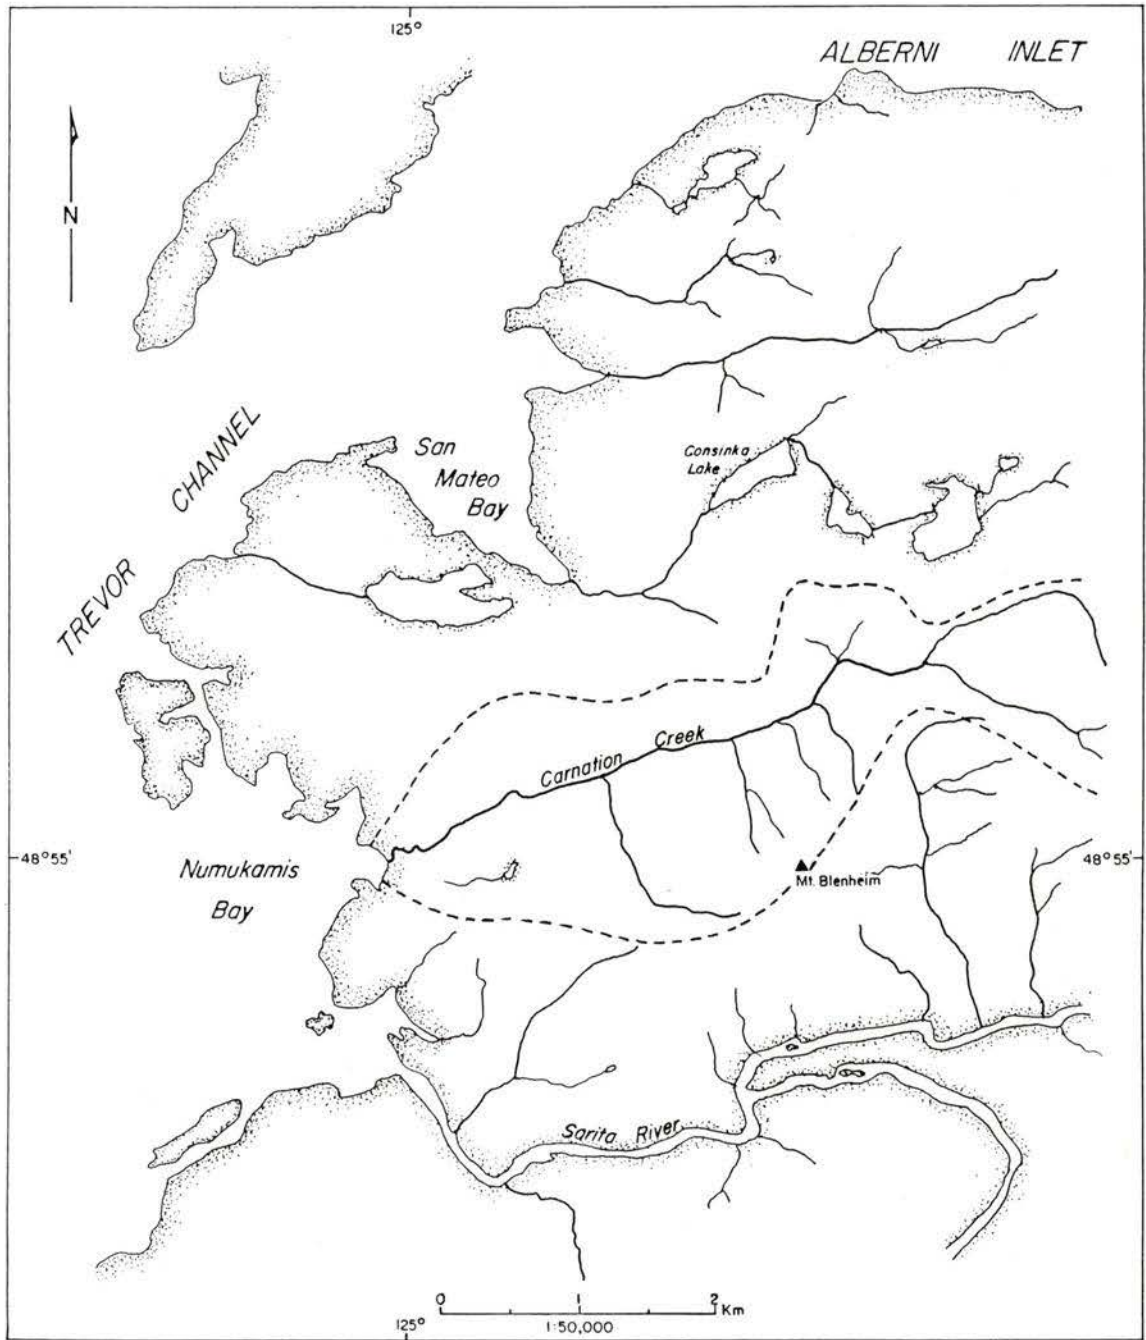 125°
ALBERNI INLET
N
CHANNEL
TREVOR
San
Mateo
Bay
Consinka
Lake
Carnation Creek
48°55'
48°55'
Numukamis
Bay
Mt. Blenheim
Sarita River
0 1 2 Km
125°
1:50,000